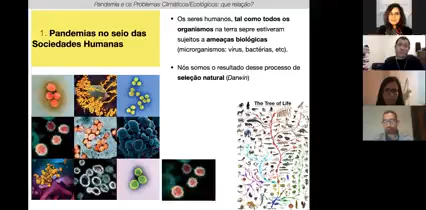 Pandemia e os Problemas Climáticos/Ecológicos: que relação?
1. Pandemias no seio das
Sociedades Humanas
• Os seres humanos, tal como todos os
organismos na terra sepre estiveram
sujeitos a ameaças biológicas
(microrganismos: vírus, bactérias, etc).
• Nós somos o resultado desse processo de
seleção natural (Darwin)
The Tree of Life